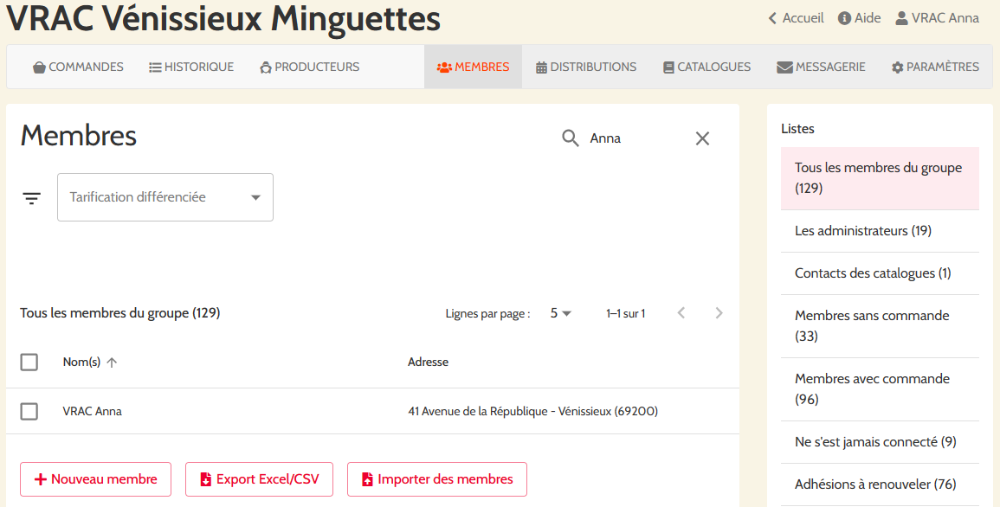 VRAC Vénissieux Minguettes
Accueil Aide VRAC Anna
COMMANDES HISTORIQUE PRODUCTEURS MEMBRES DISTRIBUTIONS CATALOGUES MESSAGERIE PARAMÈTRES
Membres
Anna
Tarification différenciée
Tous les membres du groupe (129)
Lignes par page : 5 1–1 sur 1
Nom(s) Adresse
VRAC Anna 41 Avenue de la République - Vénissieux (69200)
Nouveau membre Export Excel/CSV Importer des membres
Listes
Tous les membres du groupe
(129)
Les administrateurs (19)
Contacts des catalogues (1)
Membres sans commande
(33)
Membres avec commande
(96)
Ne s'est jamais connecté (9)
Adhésions à renouveler (76)